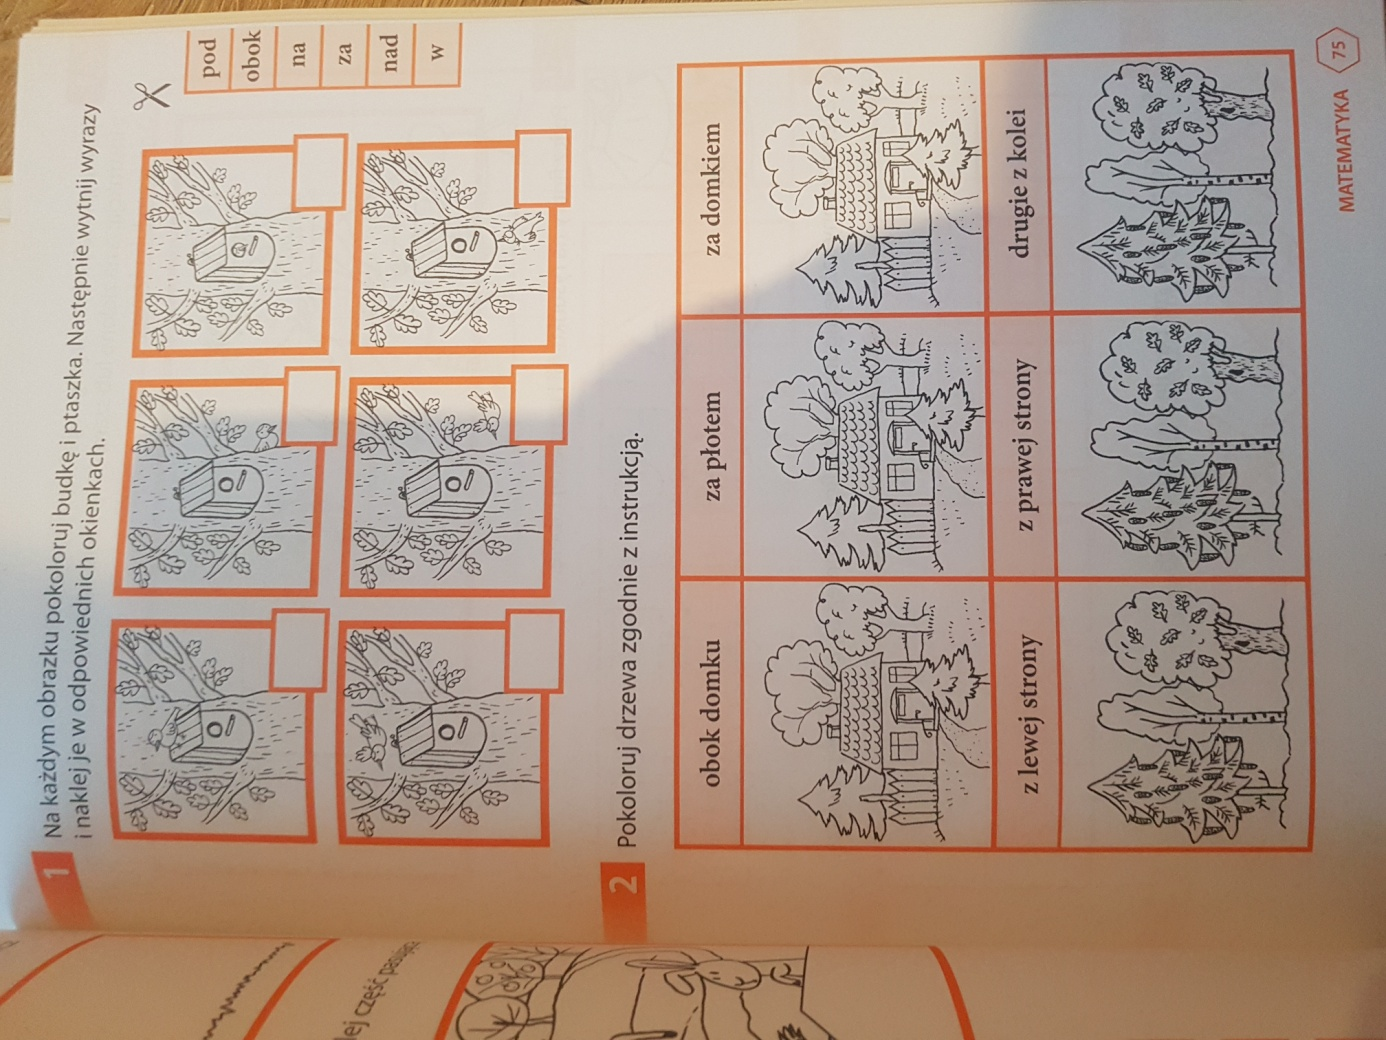 1 Na każdym obrazku pokoloruj budkę i ptaszka. Następnie wytnij wyrazy
i naklej je w odpowiednich okienkach.
pod
obok
na
za
nad
w
2 Pokoloruj drzewa zgodnie z instrukcją.
obok domku za płotem za domkiem
z lewej strony z prawej strony drugie z kolei
MATEMATYKA 75
część